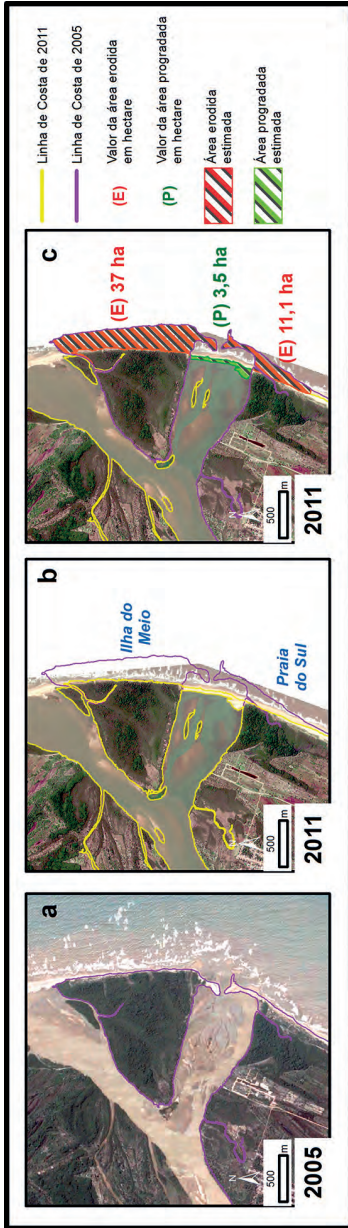 a
N
500
m
2005
b
Ilha do
Meio
Praia
do Sul
N
500
m
2011
c
(E) 37 ha
(P) 3,5 ha
(E) 11,1 ha
N
500
m
2011
Linha de Costa de 2011
Linha de Costa de 2005
(E)
Valor da área erodida
em hectare
(P)
Valor da área progradada
em hectare
Área erodida
estimada
Área progradada
estimada